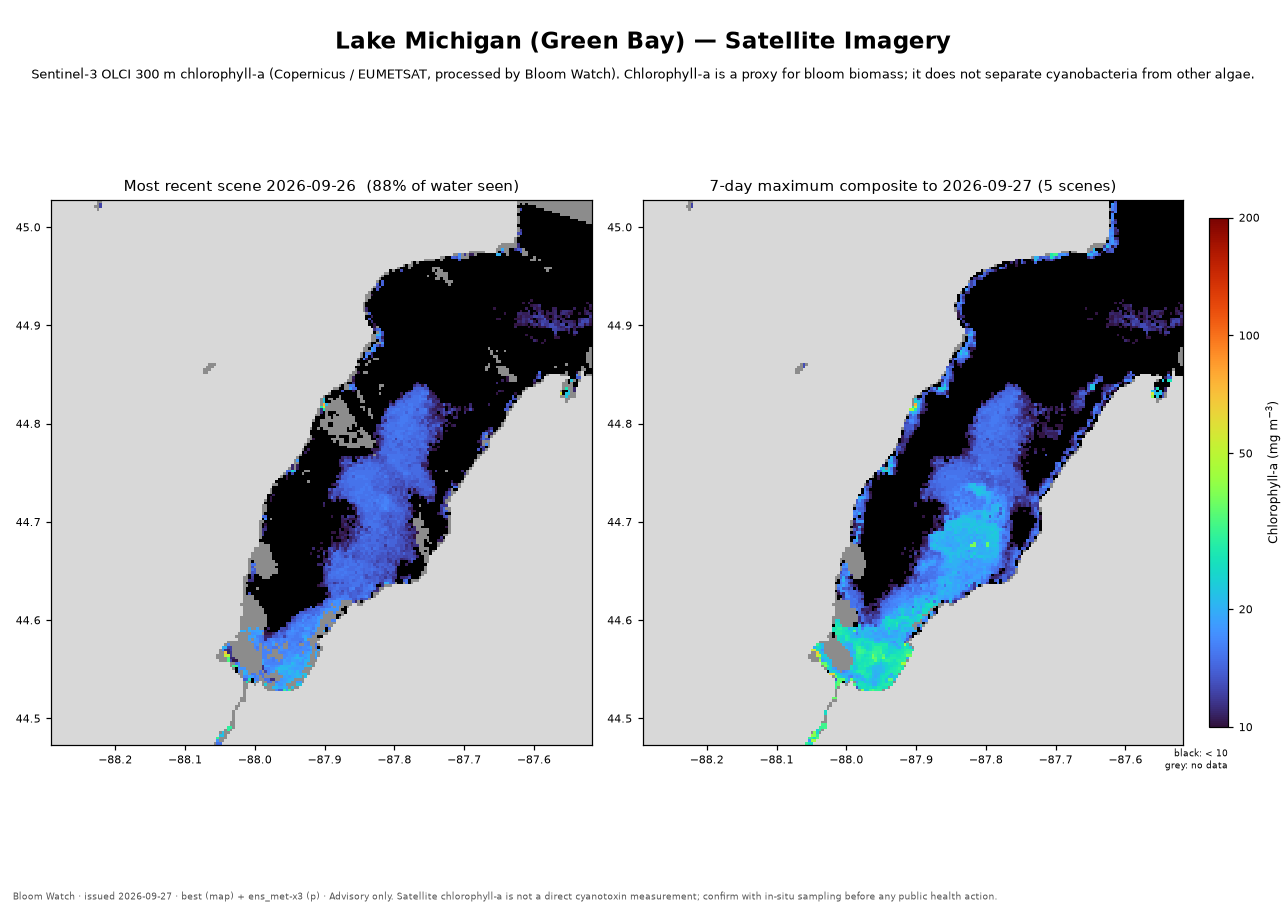 Lake Michigan (Green Bay) — Satellite Imagery
Sentinel-3 OLCI 300 m chlorophyll-a (Copernicus / EUMETSAT, processed by Bloom Watch). Chlorophyll-a is a proxy for bloom biomass; it does not separate cyanobacteria from other algae.
Most recent scene 2026-09-26 (88% of water seen)
45.0
44.9
44.8
44.7
44.6
44.5
−88.2 −88.1 −88.0 −87.9 −87.8 −87.7 −87.6
7-day maximum composite to 2026-09-27 (5 scenes)
45.0
44.9
44.8
44.7
44.6
44.5
−88.2 −88.1 −88.0 −87.9 −87.8 −87.7 −87.6
200
100
50
20
10
Chlorophyll-a (mg m⁻³)
black: < 10
grey: no data
Bloom Watch · issued 2026-09-27 · best (map) + ens_met-x3 (p) · Advisory only. Satellite chlorophyll-a is not a direct cyanotoxin measurement; confirm with in-situ sampling before any public health action.